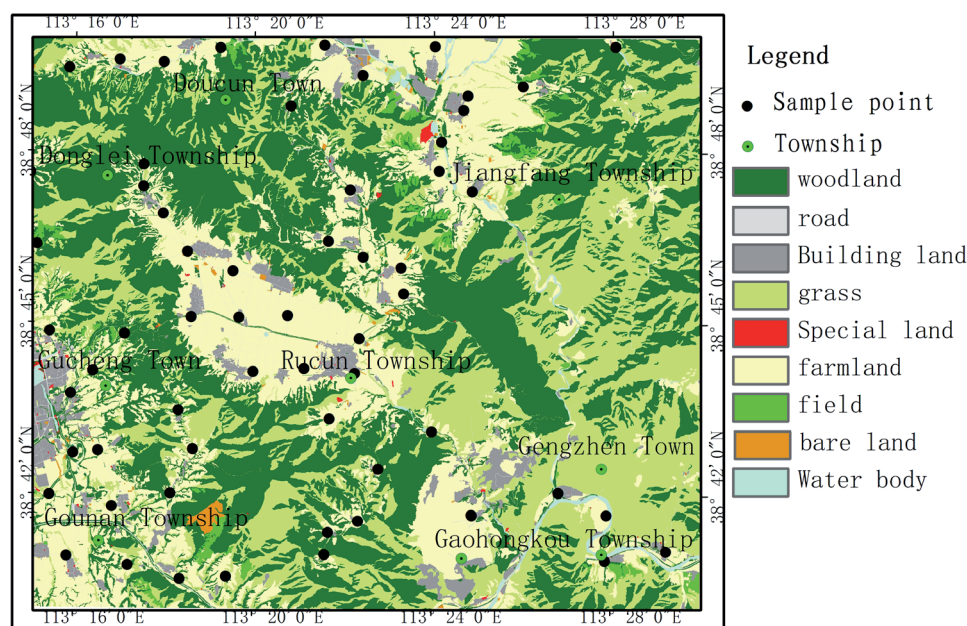 113° 16′ 0″E 113° 20′ 0″E 113° 24′ 0″E 113° 28′ 0″E
Doucun Town
38° 48′ 0″N 38° 48′ 0″N
Donglei Township
Jiangfang Township
38° 45′ 0″N 38° 45′ 0″N
Gucheng Town Rucun Township
Gengzhen Town
38° 42′ 0″N 38° 42′ 0″N
Gounan Township
Gaohongkou Township
113° 16′ 0″E 113° 20′ 0″E 113° 24′ 0″E 113° 28′ 0″E
Legend
Sample point
Township
woodland
road
Building land
grass
Special land
farmland
field
bare land
Water body